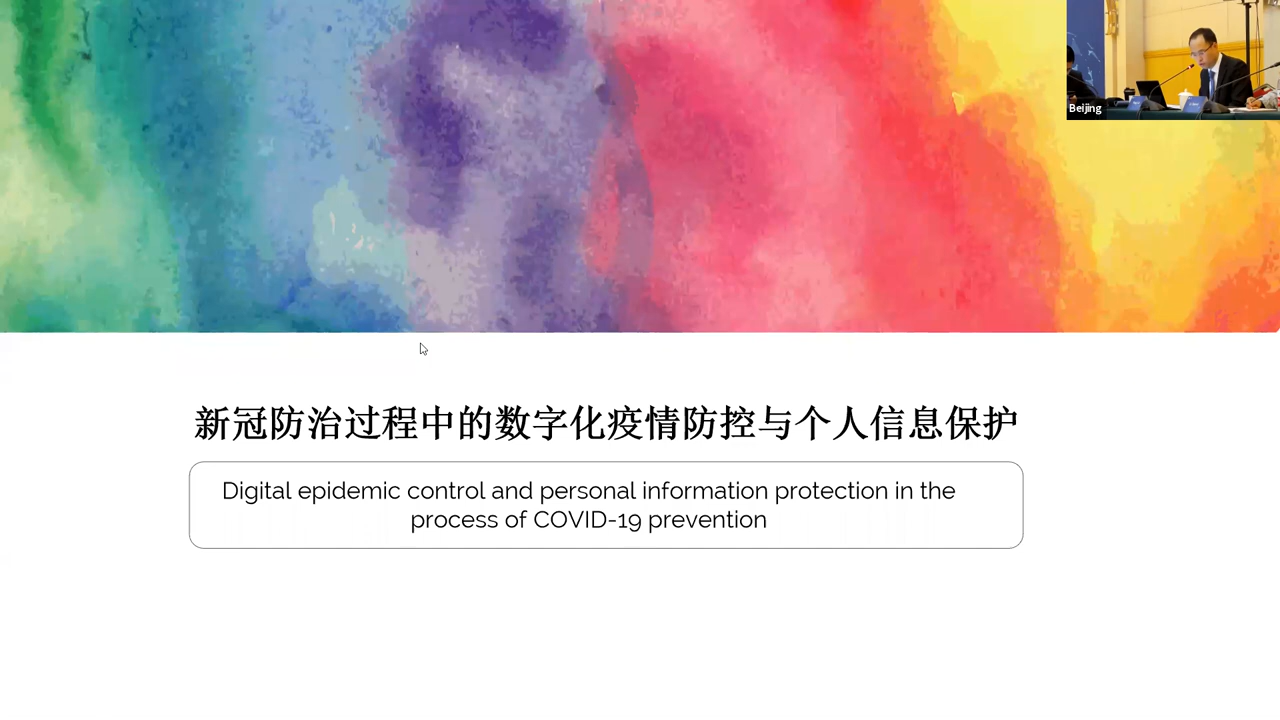 Beijing
新冠防治过程中的数字化疫情防控与个人信息保护
Digital epidemic control and personal information protection in the
process of COVID-19 prevention